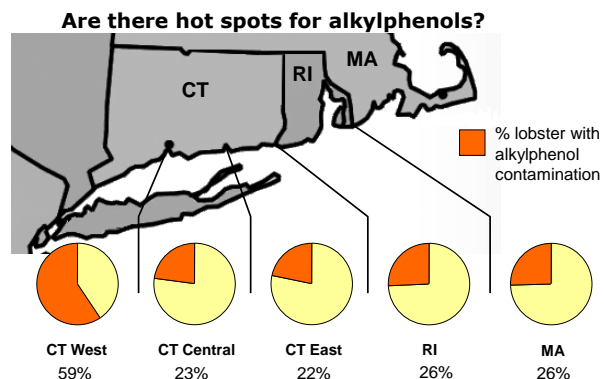 Are there hot spots for alkylphenols?
MA
RI
CT
% lobster with
alkylphenol
contamination
CT West
CT Central
CT East
RI
MA
59%
23%
22%
26%
26%